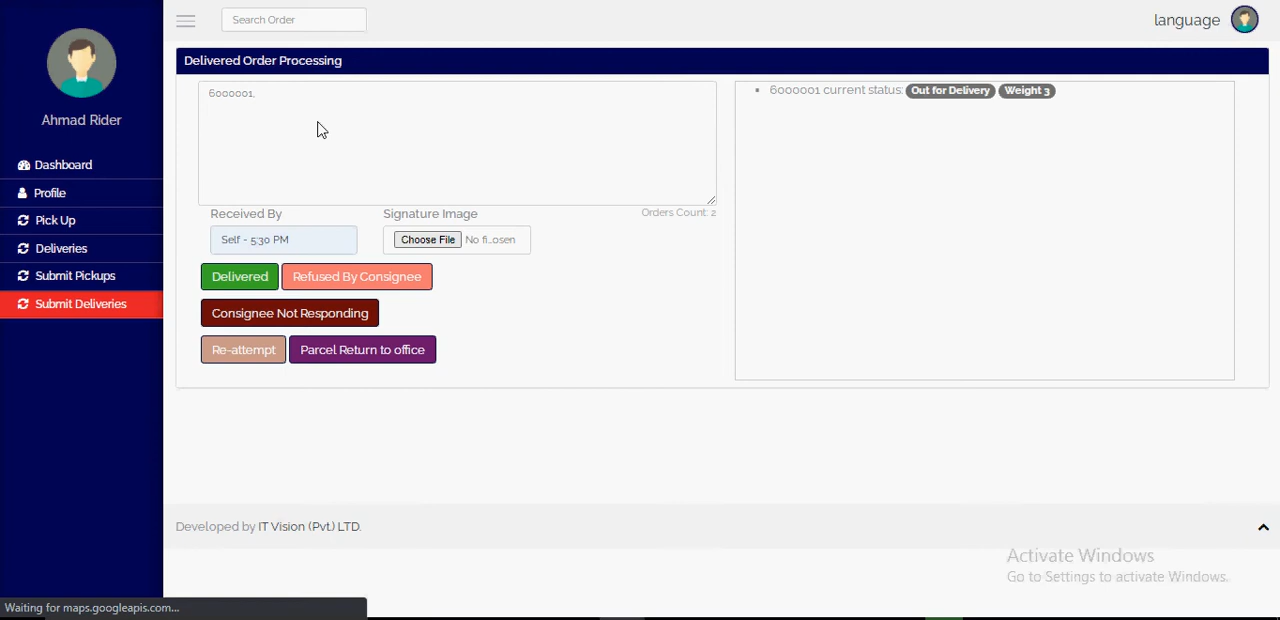 Search Order
language
Ahmad Rider
Dashboard
Profile
Pick Up
Deliveries
Submit Pickups
Submit Deliveries
Delivered Order Processing
6000001,
Orders Count: 2
Received By
Signature Image
Self - 5:30 PM
Choose File No fi...osen
Delivered
Refused By Consignee
Consignee Not Responding
Re-attempt
Parcel Return to office
6000001 current status: Out for Delivery Weight 3
Developed by IT Vision (Pvt.) LTD.
Activate Windows
Go to Settings to activate Windows.
Waiting for maps.googleapis.com...